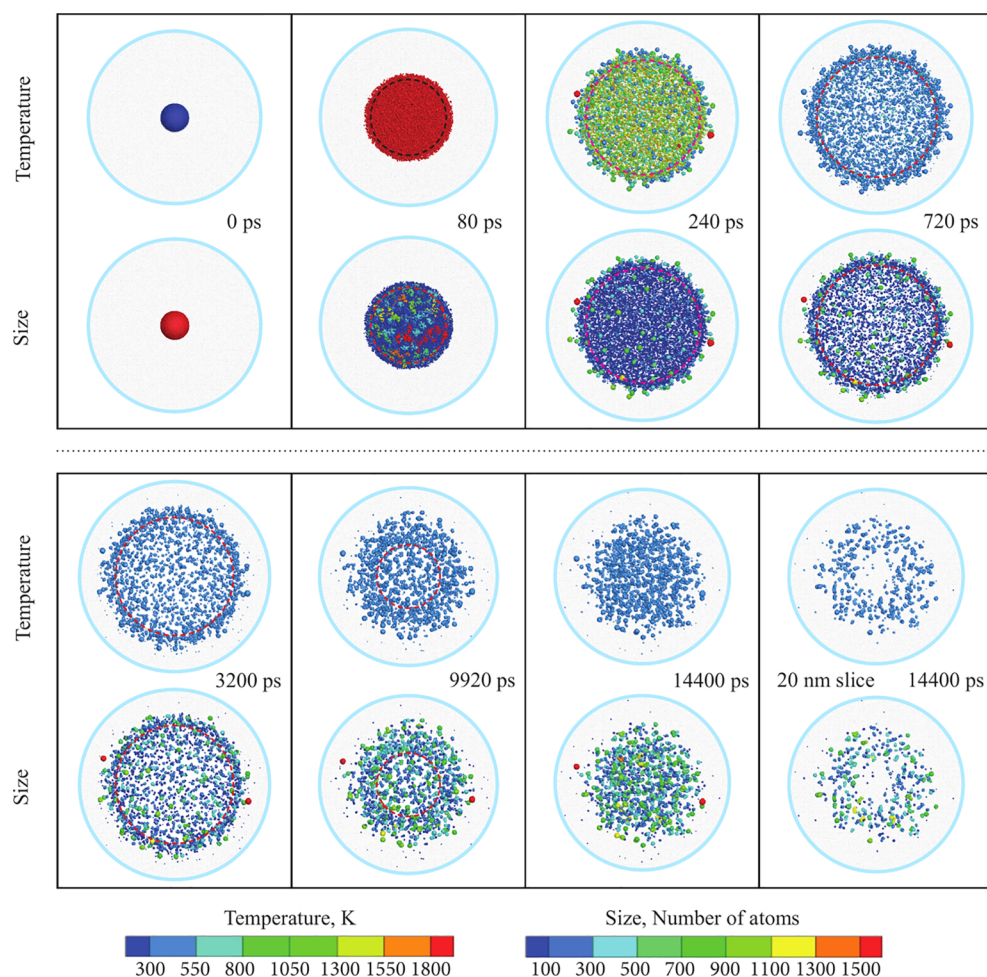 Temperature
0 ps
80 ps
240 ps
720 ps
Size
Temperature
3200 ps
9920 ps
14400 ps
20 nm slice 14400 ps
Size
Temperature, K
300 550 800 1050 1300 1550 1800
Size, Number of atoms
100 300 500 700 900 1100 1300 1500